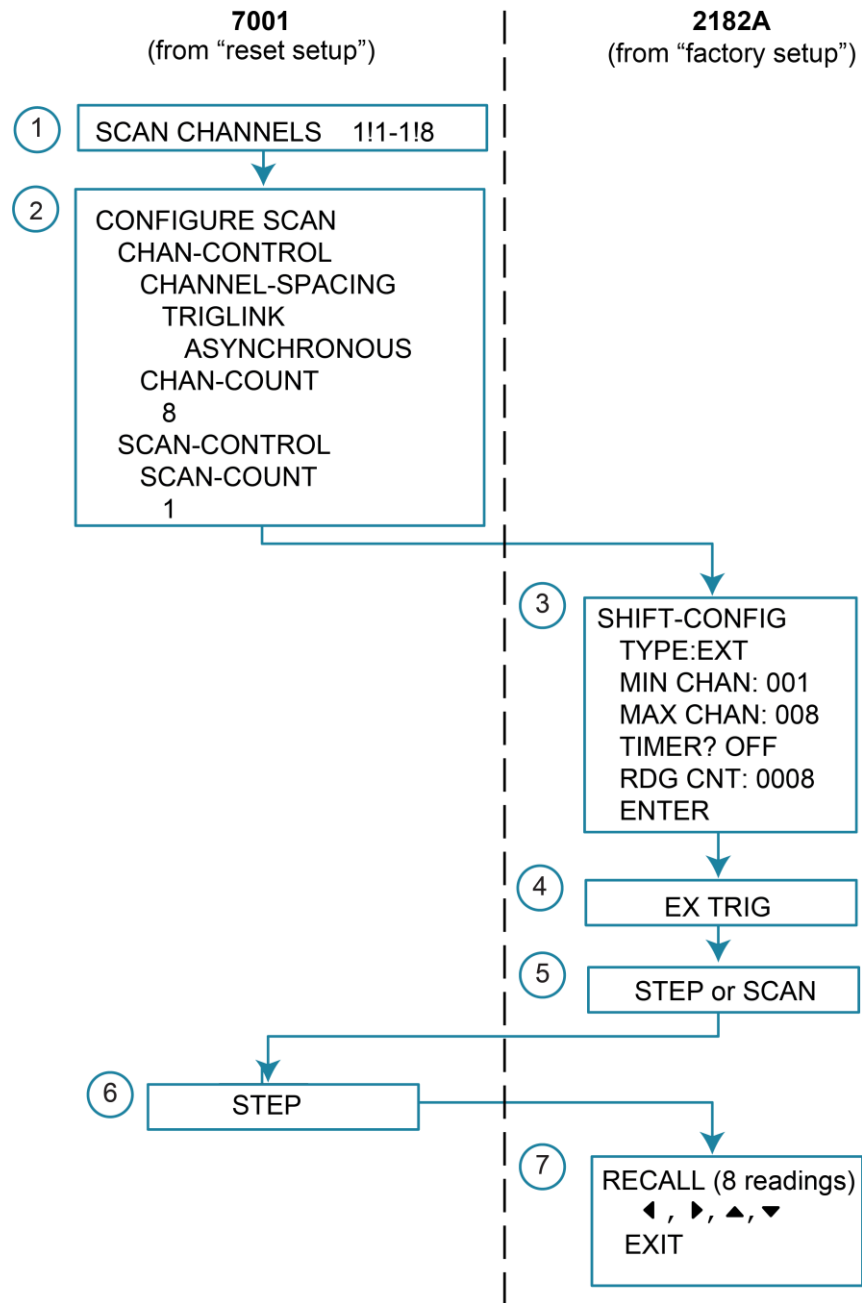 7001
(from “reset setup”)
2182A
(from “factory setup”)
1
SCAN CHANNELS 1!1-1!8
2
CONFIGURE SCAN
CHAN-CONTROL
CHANNEL-SPACING
TRIGLINK
ASYNCHRONOUS
CHAN-COUNT
8
SCAN-CONTROL
SCAN-COUNT
1
3
SHIFT-CONFIG
TYPE:EXT
MIN CHAN: 001
MAX CHAN: 008
TIMER? OFF
RDG CNT: 0008
ENTER
4
EX TRIG
5
STEP or SCAN
6
STEP
7
RECALL (8 readings)
◀ , ▶, ▲, ▼
EXIT